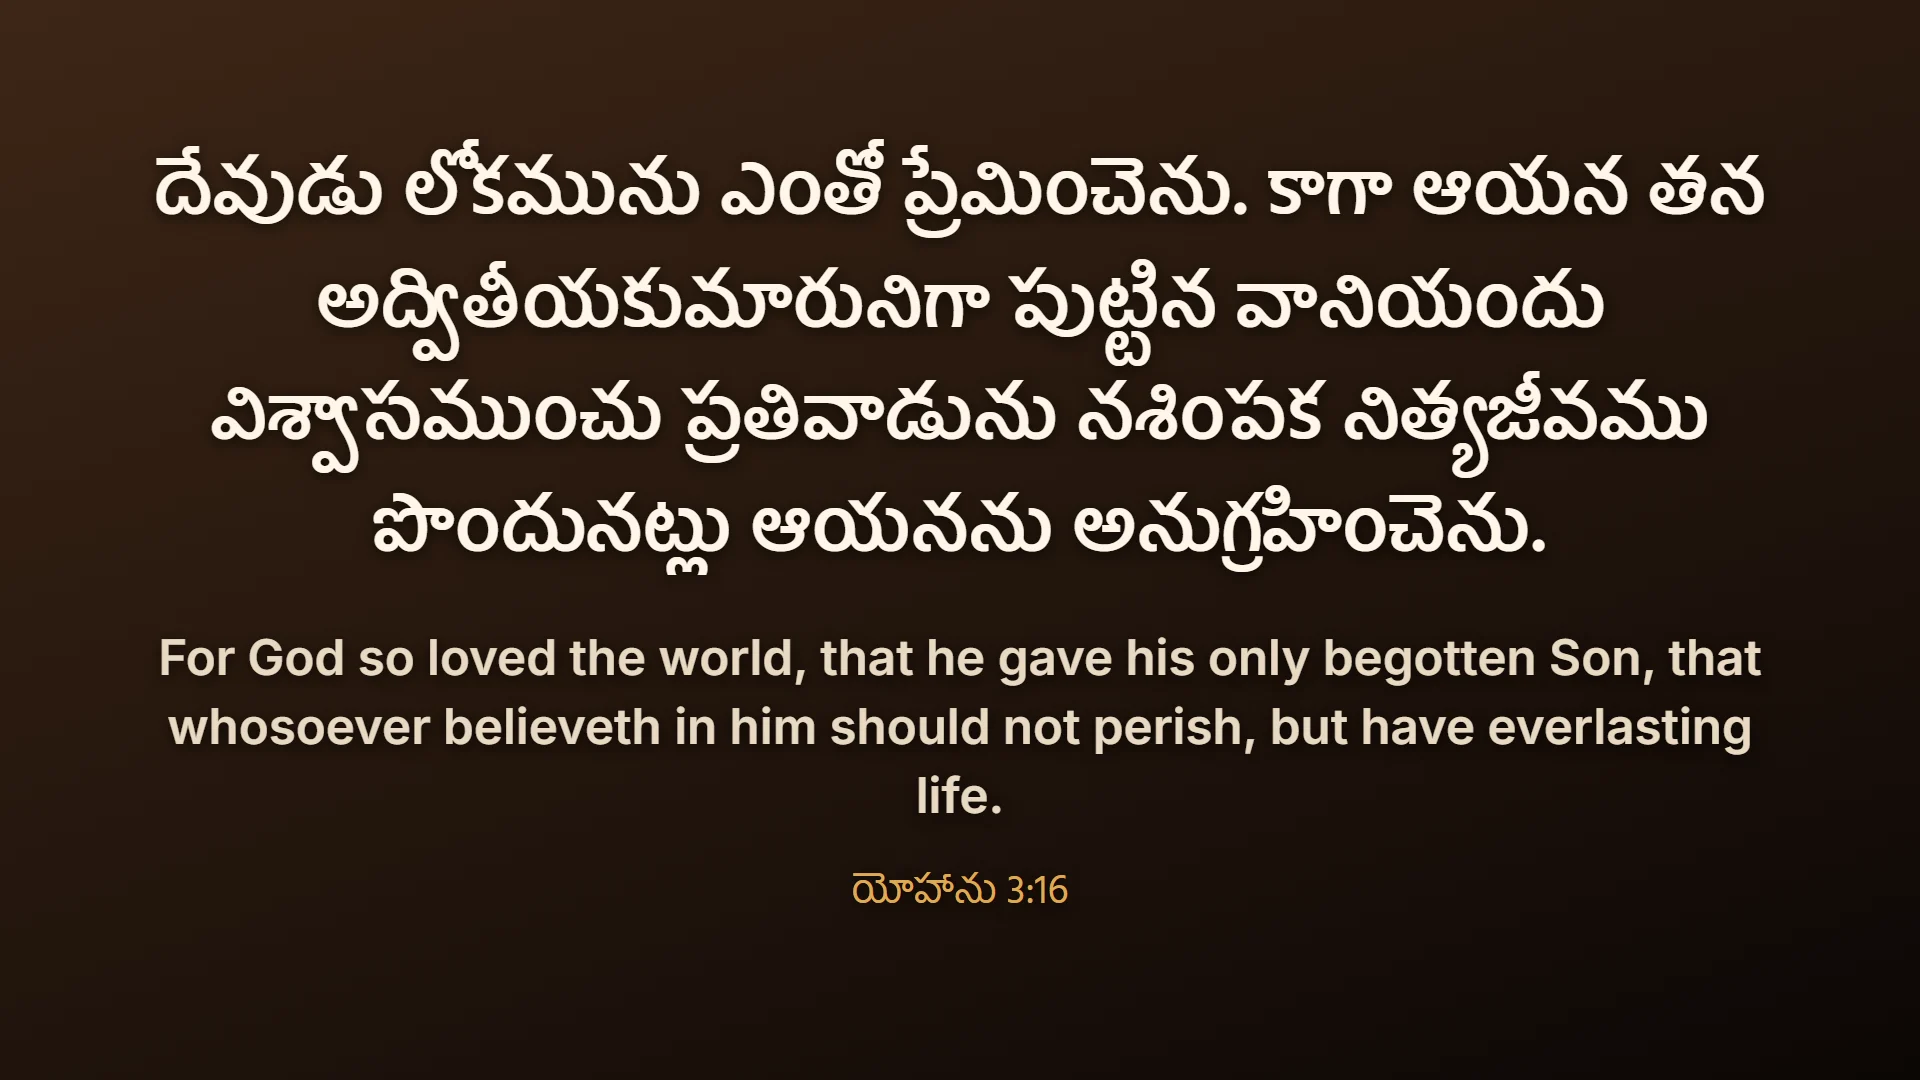 దేవుడు లోకమును ఎంతో ప్రేమించెను. కాగా ఆయన తన
అద్వితీయకుమారునిగా పుట్టిన వానియందు
విశ్వాసముంచు ప్రతివాడును నశింపక నిత్యజీవము
పొందునట్లు ఆయనను అనుగ్రహించెను.
For God so loved the world, that he gave his only begotten Son, that
whosoever believeth in him should not perish, but have everlasting
life.
యోహాను 3:16